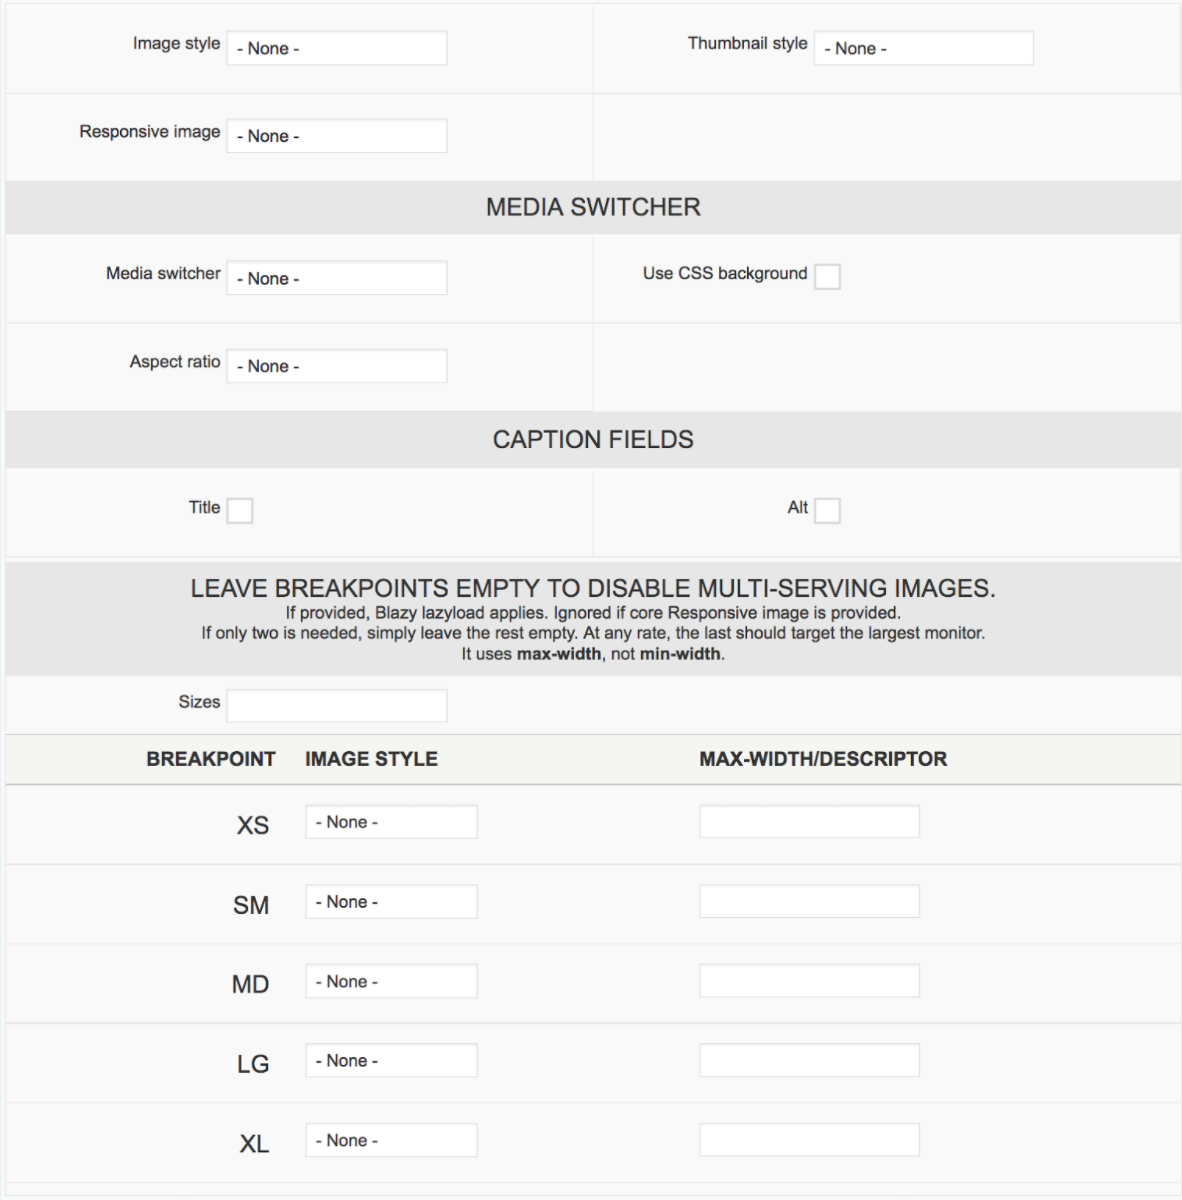 Image style - None - Thumbnail style - None -
Responsive image - None -
MEDIA SWITCHER
Media switcher - None - Use CSS background
Aspect ratio - None -
CAPTION FIELDS
Title Alt
LEAVE BREAKPOINTS EMPTY TO DISABLE MULTI-SERVING IMAGES.
If provided, Blazy lazyload applies. Ignored if core Responsive image is provided.
If only two is needed, simply leave the rest empty. At any rate, the last should target the largest monitor.
It uses max-width, not min-width.
Sizes
BREAKPOINT IMAGE STYLE MAX-WIDTH/DESCRIPTOR
XS - None -
SM - None -
MD - None -
LG - None -
XL - None -